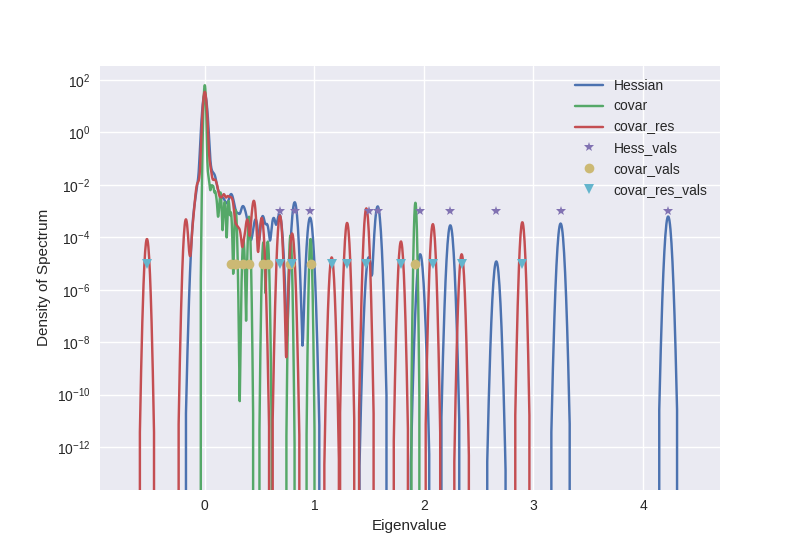 10^2
10^0
10^−2
10^−4
10^−6
10^−8
10^−10
10^−12
Density of Spectrum
Hessian
covar
covar_res
Hess_vals
covar_vals
covar_res_vals
0 1 2 3 4
Eigenvalue